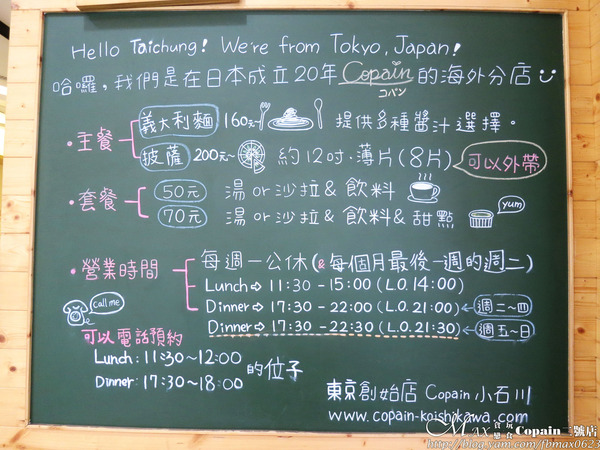 Hello Taichung! We're from Tokyo, Japan!
哈囉,我們是在日本成立20年 Copain 的海外分店
コパン
・主餐
義大利麵 160元~ 提供多種醬汁選擇。
披薩 200元~ 約12吋・薄片(8片) 可以外帶
・套餐
50元 湯or沙拉&飲料
70元 湯or沙拉&飲料&甜點 yum
・營業時間
每週一公休(&每個月最後一週的週二)
Lunch⇨ 11:30 - 15:00 (L.O.14:00)
Dinner⇨ 17:30 - 22:00 (L.O.21:00) ← 週二~四
Dinner⇨ 17:30 - 22:30 (L.O.21:30) ← 週五~日
call me
可以電話預約
Lunch: 11:30~12:00
Dinner: 17:30~18:00
的位子
東京創始店 Copain 小石川
www.copain-koishikawa.com
MAX 食玩 Copain二號店
http://blog.yam.com/fbmax0623